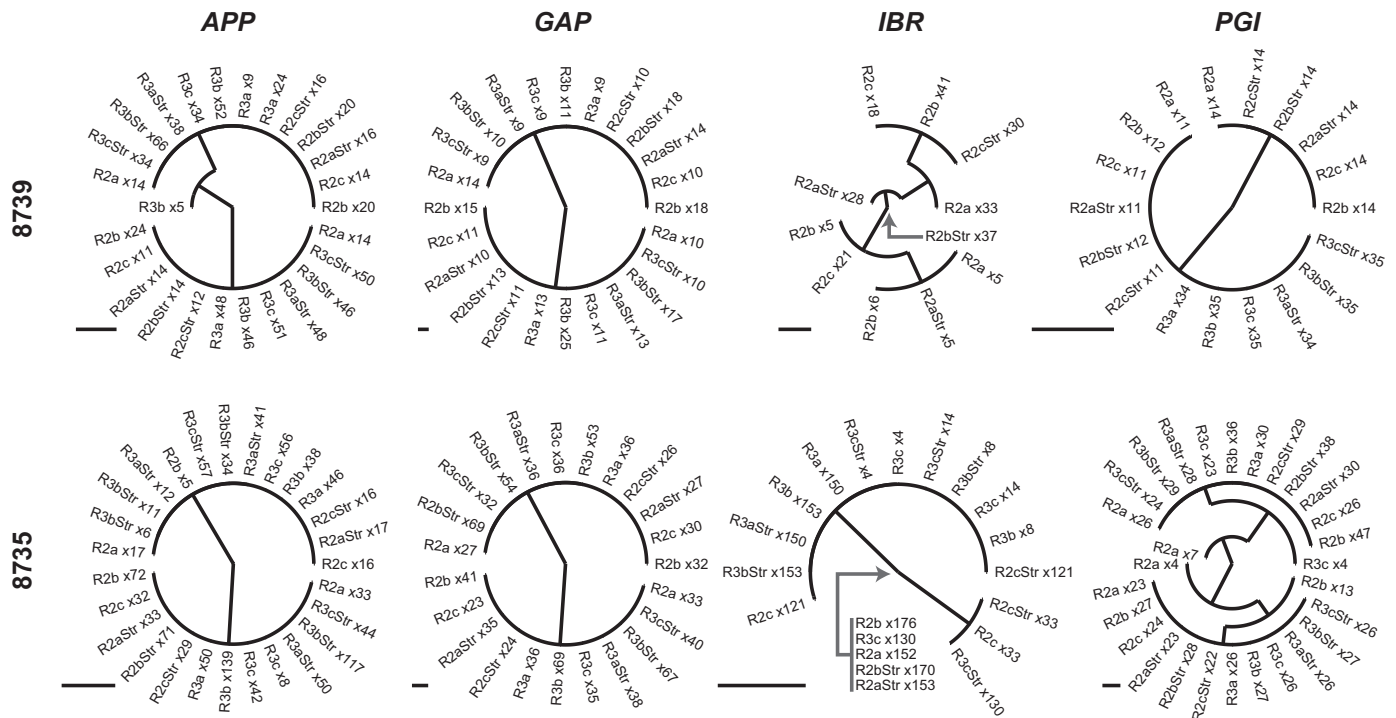 APP
GAP
IBR
PGI
8739
R2a x14
R3cStr x34
R3bStr x66
R3aStr x38
R3c x34
R3b x52
R3a x9
R3a x24
R2cStr x16
R2bStr x20
R2aStr x16
R2c x14
R2b x20
R3b x5
R2b x24
R2c x11
R2aStr x14
R2bStr x14
R2cStr x12
R3a x48
R3b x46
R3c x51
R3aStr x48
R3bStr x46
R3cStr x50
R2a x14
R2a x14
R3cStr x9
R3bStr x10
R3aStr x9
R3c x9
R3b x11
R3a x9
R2cStr x10
R2bStr x18
R2aStr x14
R2c x10
R2b x18
R2b x15
R2c x11
R2aStr x10
R2bStr x13
R2cStr x11
R3a x13
R3b x25
R3c x11
R3aStr x13
R3bStr x17
R3cStr x10
R2a x10
R2c x18
R2b x41
R2cStr x30
R2aStr x28
R2a x33
R2bStr x37
R2b x5
R2c x21
R2b x6
R2aStr x5
R2a x5
R2cStr x11
R2bStr x12
R2aStr x11
R2c x11
R2b x12
R2a x11
R2a x14
R2cStr x14
R2bStr x14
R2aStr x14
R2c x14
R2b x14
R3a x34
R3b x35
R3c x35
R3aStr x34
R3bStr x35
R3cStr x35
8735
R2a x17
R3bStr x6
R3bStr x11
R3aStr x12
R2b x5
R3cStr x57
R3bStr x34
R3aStr x41
R3c x56
R3b x38
R3a x46
R2cStr x16
R2aStr x17
R2c x16
R2b x72
R2c x32
R2aStr x33
R2bStr x71
R2cStr x29
R3a x50
R3b x139
R3c x42
R3c x8
R3aStr x50
R3bStr x117
R3cStr x44
R2a x33
R2a x27
R2bStr x69
R3cStr x32
R3bStr x54
R3aStr x36
R3c x36
R3b x53
R3a x36
R2cStr x26
R2aStr x27
R2c x30
R2b x32
R2b x41
R2c x23
R2aStr x35
R2cStr x24
R3a x36
R3b x69
R3c x35
R3aStr x38
R3bStr x67
R3cStr x40
R2a x33
R2c x121
R3bStr x153
R3aStr x150
R3b x153
R3a x150
R3cStr x4
R3c x4
R3cStr x14
R3bStr x8
R3c x14
R3b x8
R2cStr x121
R2cStr x33
R2c x33
R3cStr x130
R2b x176
R3c x130
R2a x152
R2bStr x170
R2aStr x153
R2a x26
R3cStr x24
R3bStr x29
R3aStr x28
R3c x23
R3b x36
R3a x30
R2cStr x29
R2bStr x38
R2aStr x30
R2c x26
R2b x47
R2a x7
R2a x4
R3c x4
R2b x13
R2a x23
R2b x27
R2c x24
R2aStr x23
R2bStr x28
R2cStr x22
R3a x26
R3b x27
R3c x26
R3aStr x26
R3bStr x27
R3cStr x26